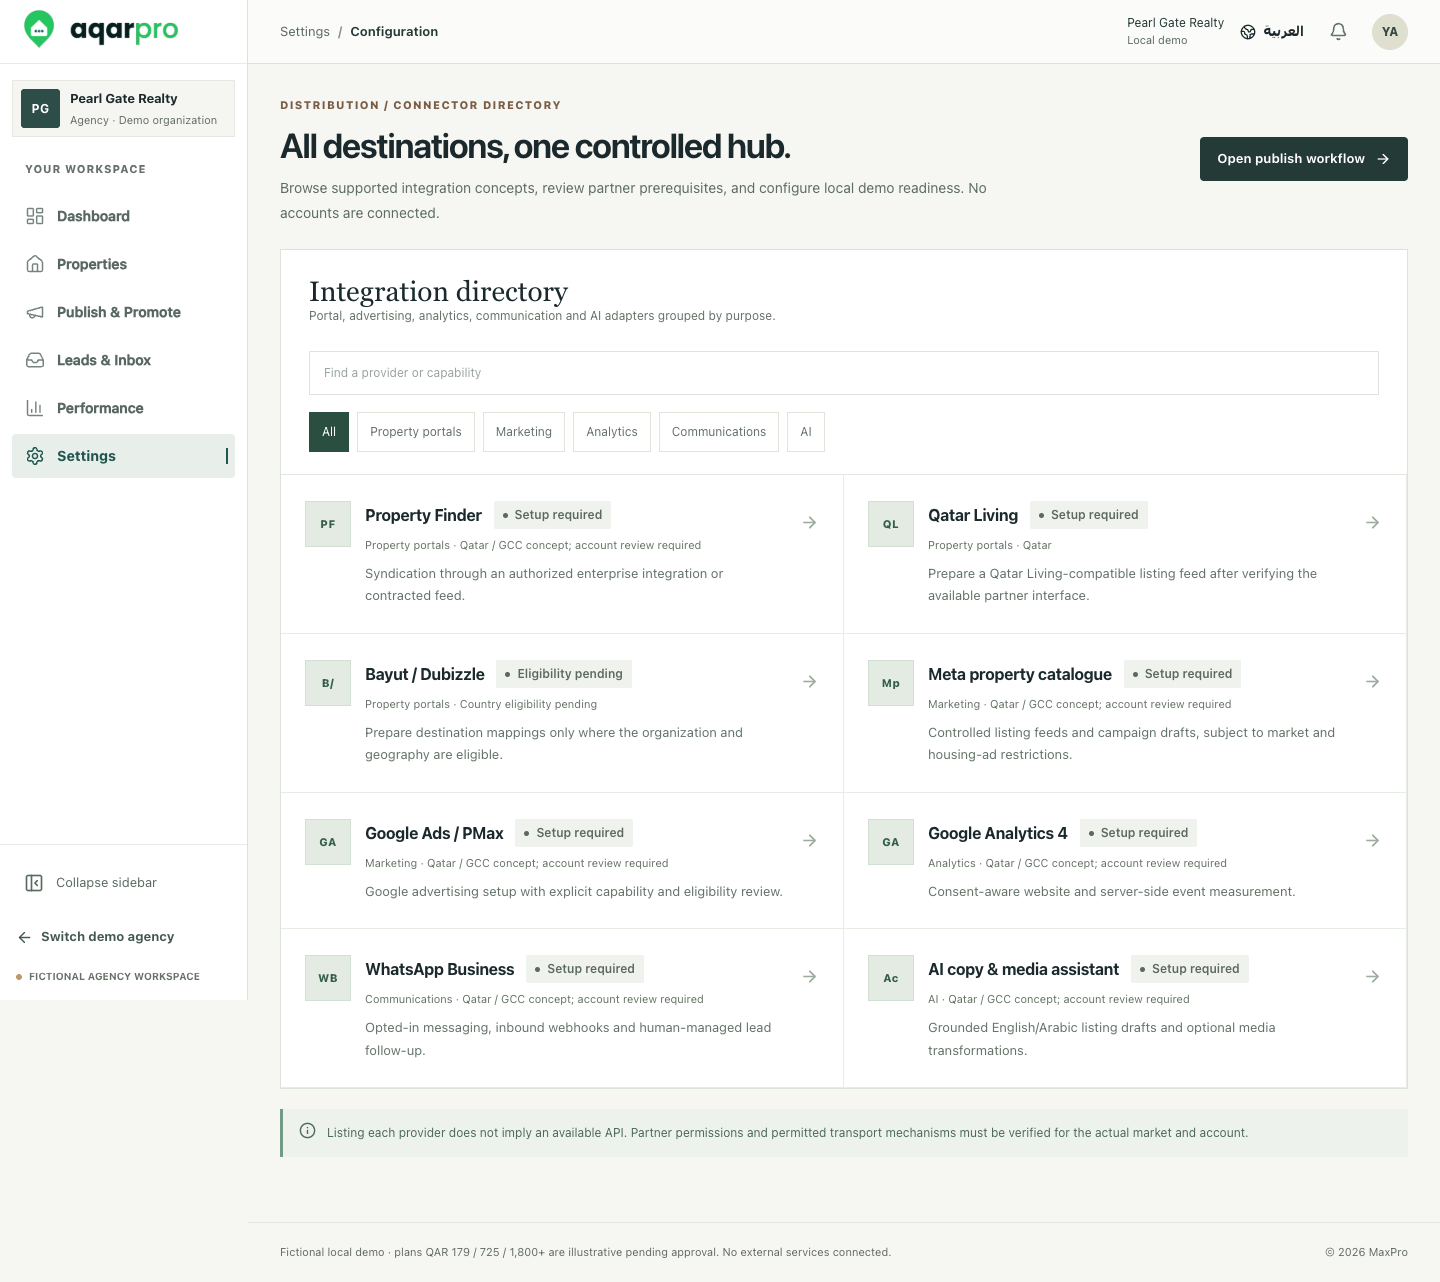 aqarpro
Settings / Configuration
Pearl Gate Realty
Local demo
العربية
YA
PG
Pearl Gate Realty
Agency · Demo organization
YOUR WORKSPACE
Dashboard
Properties
Publish & Promote
Leads & Inbox
Performance
Settings
Collapse sidebar
Switch demo agency
FICTIONAL AGENCY WORKSPACE
DISTRIBUTION / CONNECTOR DIRECTORY
All destinations, one controlled hub.
Browse supported integration concepts, review partner prerequisites, and configure local demo readiness. No
accounts are connected.
Open publish workflow
Integration directory
Portal, advertising, analytics, communication and AI adapters grouped by purpose.
Find a provider or capability
All
Property portals
Marketing
Analytics
Communications
AI
PF
Property Finder
Setup required
Property portals · Qatar / GCC concept; account review required
Syndication through an authorized enterprise integration or
contracted feed.
QL
Qatar Living
Setup required
Property portals · Qatar
Prepare a Qatar Living-compatible listing feed after verifying the
available partner interface.
B/
Bayut / Dubizzle
Eligibility pending
Property portals · Country eligibility pending
Prepare destination mappings only where the organization and
geography are eligible.
Mp
Meta property catalogue
Setup required
Marketing · Qatar / GCC concept; account review required
Controlled listing feeds and campaign drafts, subject to market and
housing-ad restrictions.
GA
Google Ads / PMax
Setup required
Marketing · Qatar / GCC concept; account review required
Google advertising setup with explicit capability and eligibility review.
GA
Google Analytics 4
Setup required
Analytics · Qatar / GCC concept; account review required
Consent-aware website and server-side event measurement.
WB
WhatsApp Business
Setup required
Communications · Qatar / GCC concept; account review required
Opted-in messaging, inbound webhooks and human-managed lead
follow-up.
Ac
AI copy & media assistant
Setup required
AI · Qatar / GCC concept; account review required
Grounded English/Arabic listing drafts and optional media
transformations.
Listing each provider does not imply an available API. Partner permissions and permitted transport mechanisms must be verified for the actual market and account.
Fictional local demo · plans QAR 179 / 725 / 1,800+ are illustrative pending approval. No external services connected.
© 2026 MaxPro